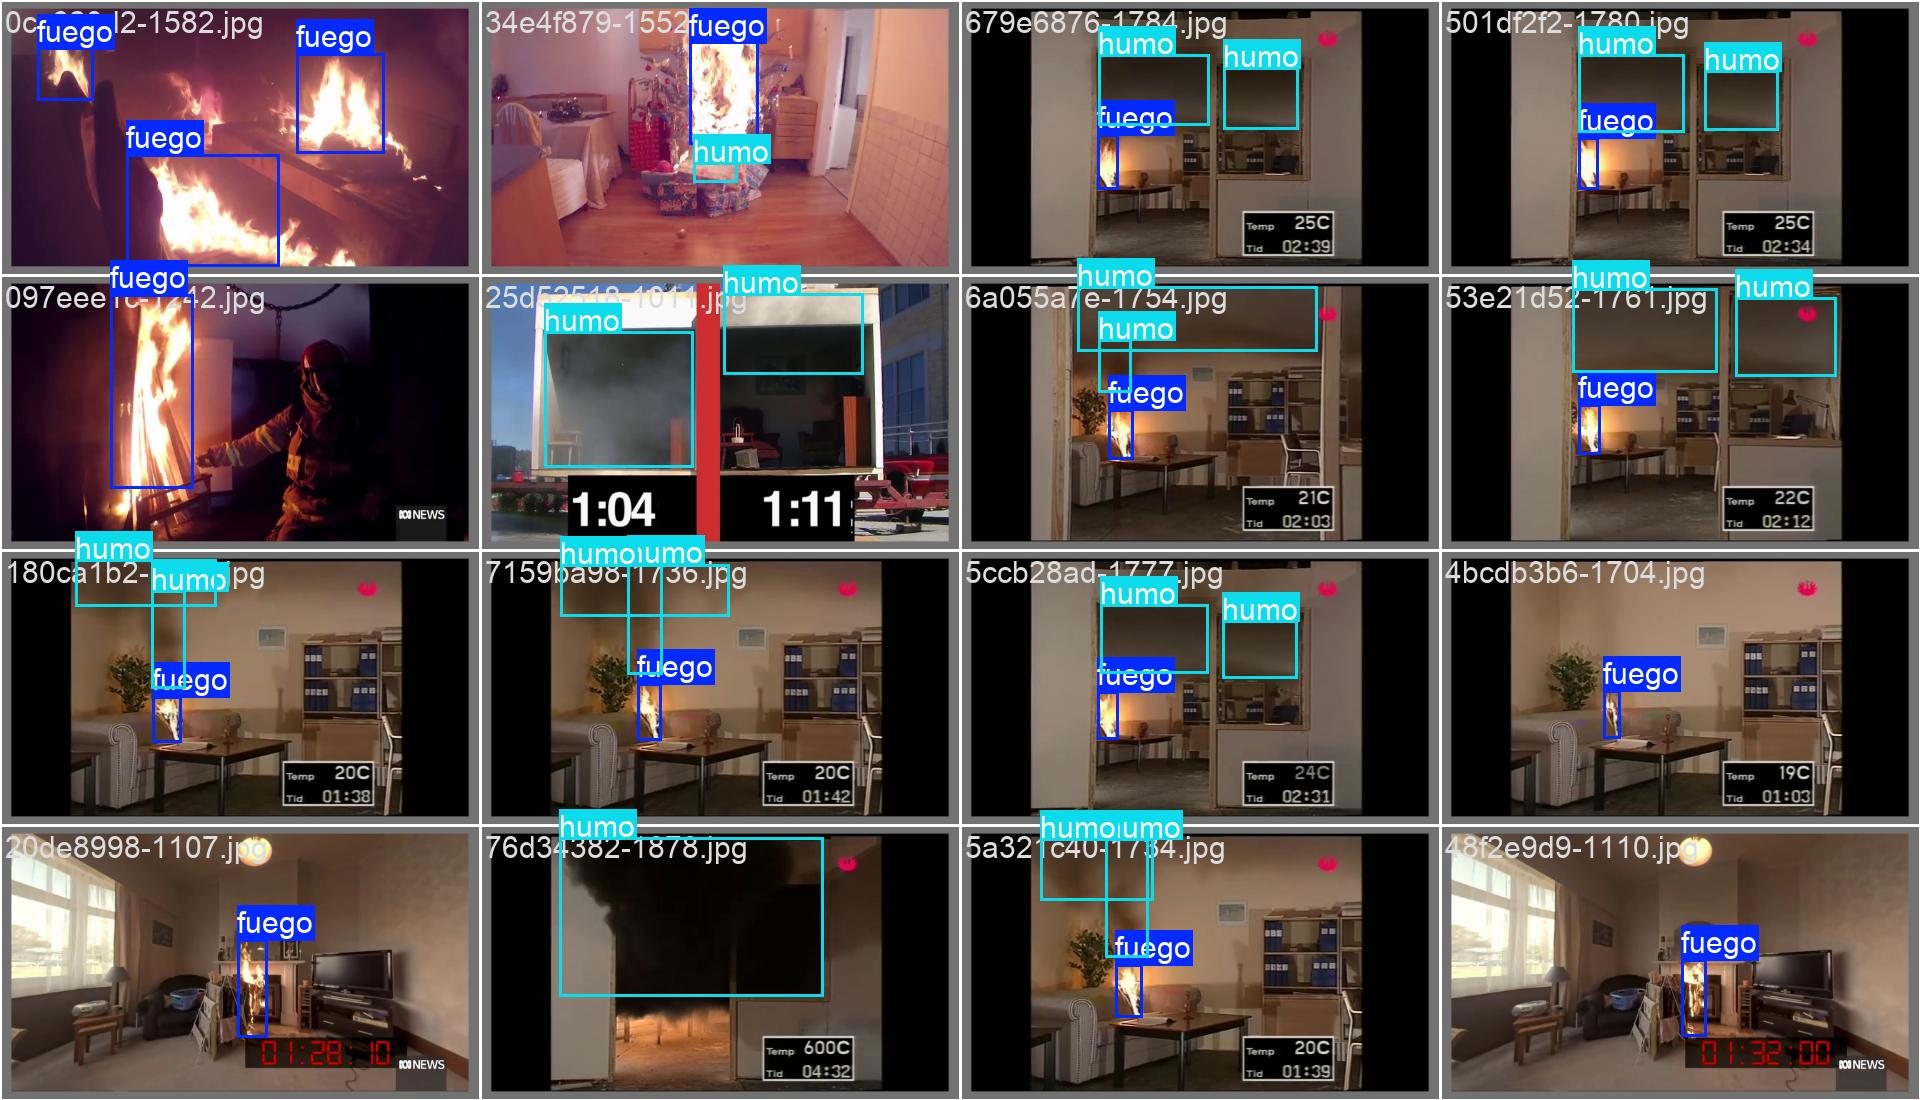 fuego
fuego
fuego
34e4f879-1552
fuego
humo
679e6876-1784.jpg
humo
humo
fuego
Temp 25C
Tid 02:39
501df2f2-1780.jpg
humo
humo
fuego
Temp 25C
Tid 02:34
fuego
NEWS
humo
humo
1:04
1:11
6a055a7e-1754.jpg
humo
humo
fuego
Temp 21C
Tid 02:03
53e21d52-1761.jpg
humo
humo
fuego
Temp 22C
Tid 02:12
humo
humo
fuego
Temp 20C
Tid 01:38
7159ba98-1736.jpg
humo
fuego
Temp 20C
Tid 01:42
5ccb28ad-1777.jpg
humo
humo
fuego
Temp 24C
Tid 02:31
4bcdb3b6-1704.jpg
fuego
Temp 19C
Tid 01:03
20de8998-1107.jpg
fuego
01:28:10
NEWS
76d34382-1878.jpg
humo
Temp 600C
Tid 04:32
5a321c40-1734.jpg
humo
fuego
Temp 20C
Tid 01:39
48f2e9d9-1110.jpg
fuego
01:32:00
NEWS